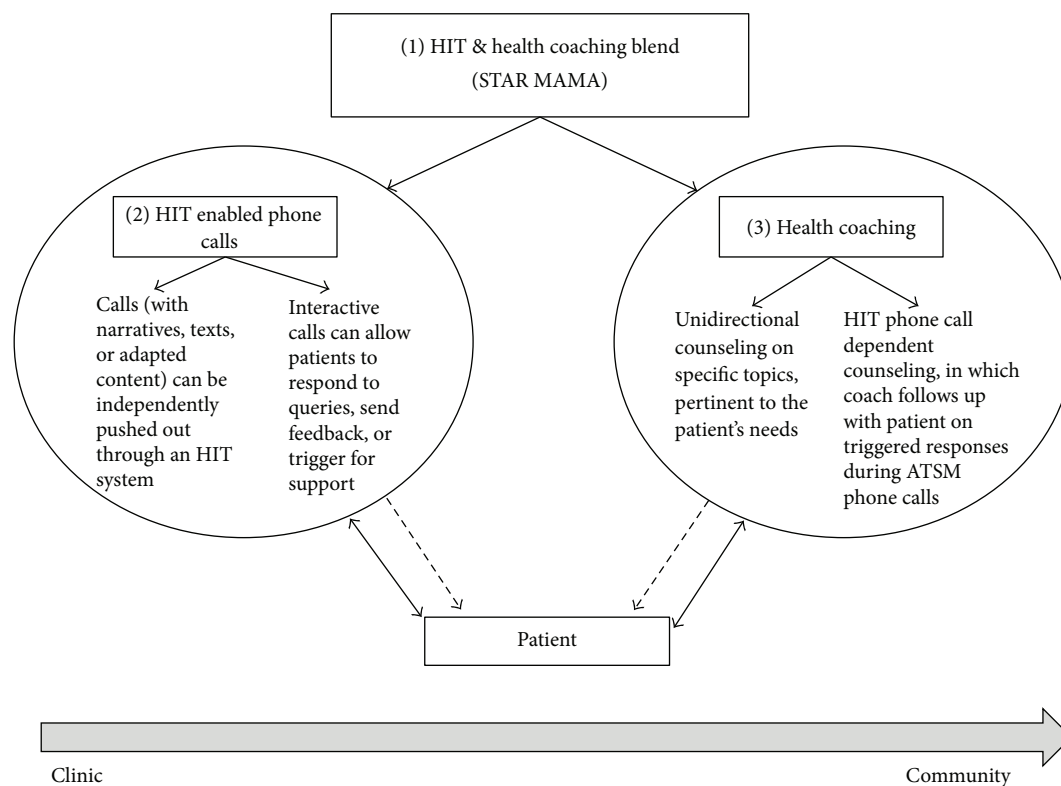 (1) HIT & health coaching blend
(STAR MAMA)
(2) HIT enabled phone
calls
Calls (with
narratives, texts,
or adapted
content) can be
independently
pushed out
through an HIT
system
Interactive
calls can allow
patients to
respond to
queries, send
feedback, or
trigger for
support
(3) Health coaching
Unidirectional
counseling on
specific topics,
pertinent to the
patient's needs
HIT phone call
dependent
counseling, in which
coach follows up
with patient on
triggered responses
during ATSM
phone calls
Patient
Clinic
Community